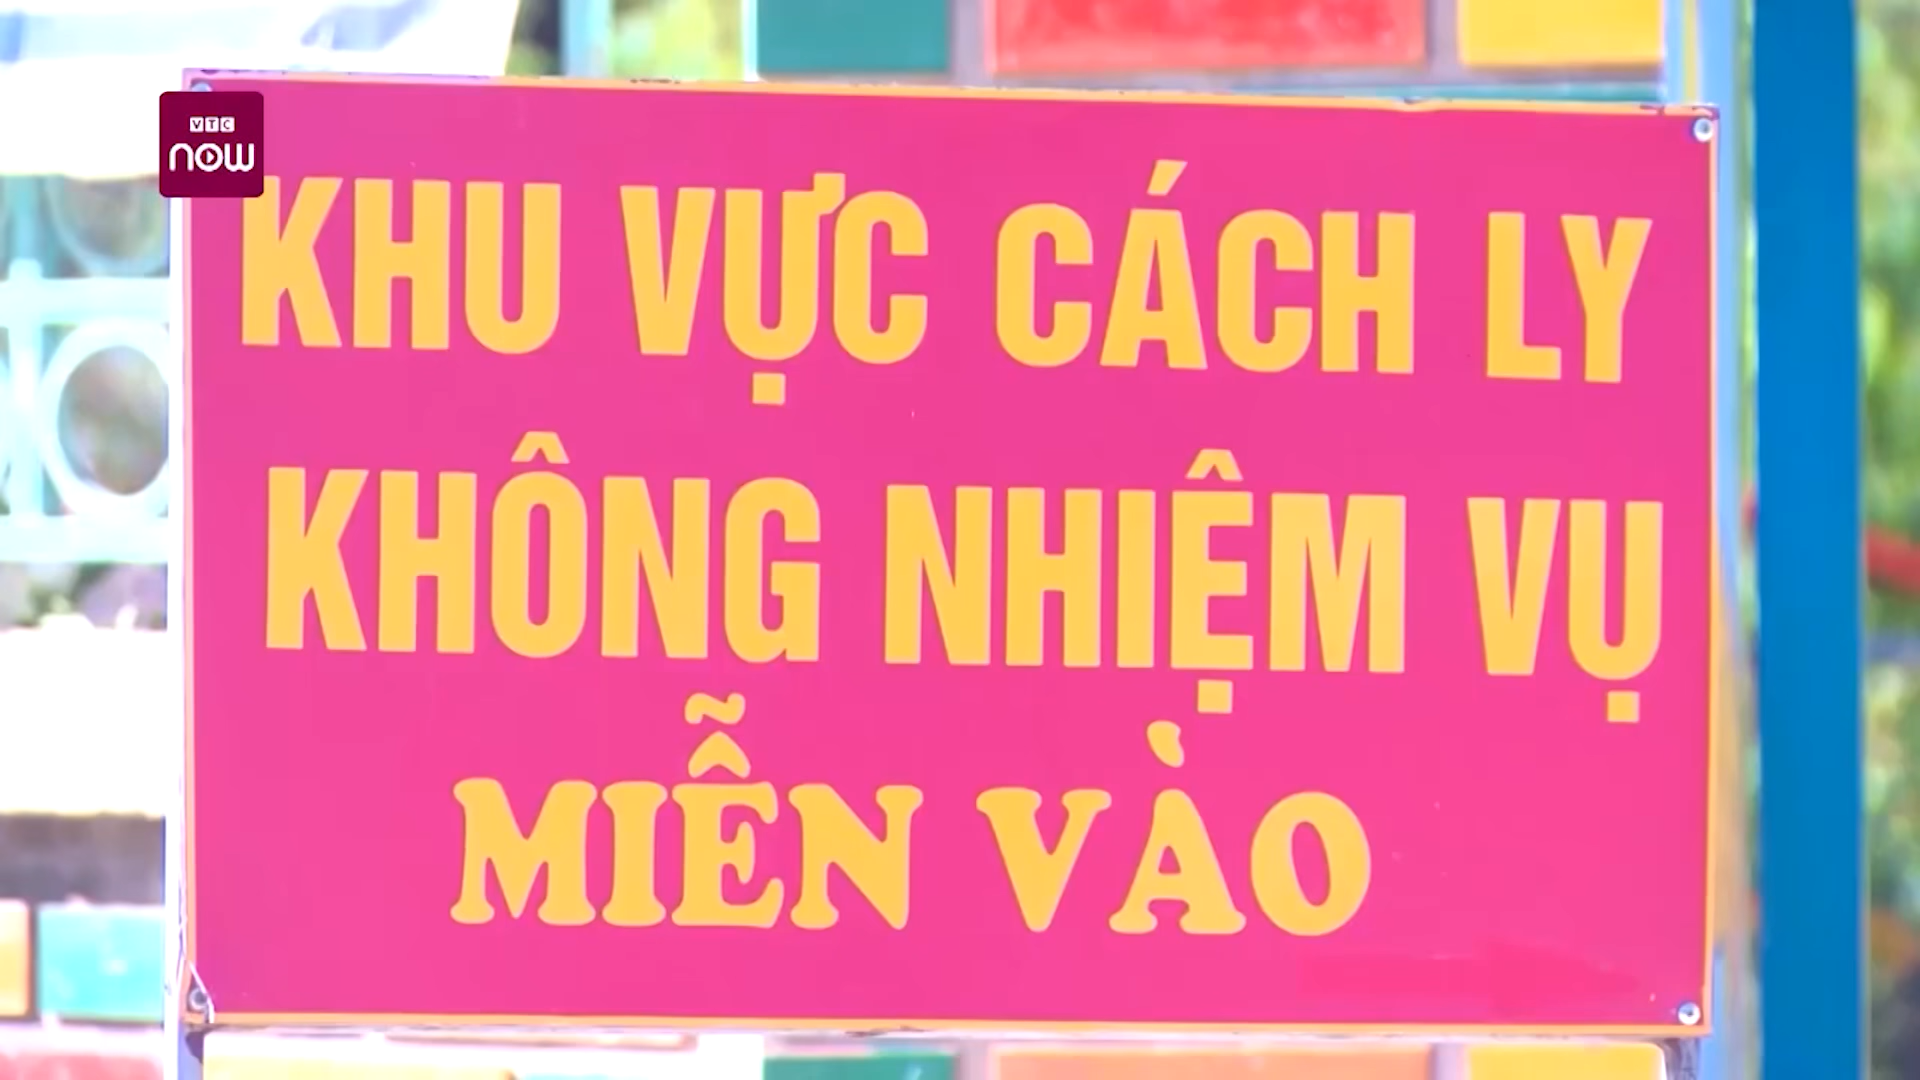 VTC
now
KHU VỰC CÁCH LY
KHÔNG NHIỆM VỤ
MIỄN VÀO